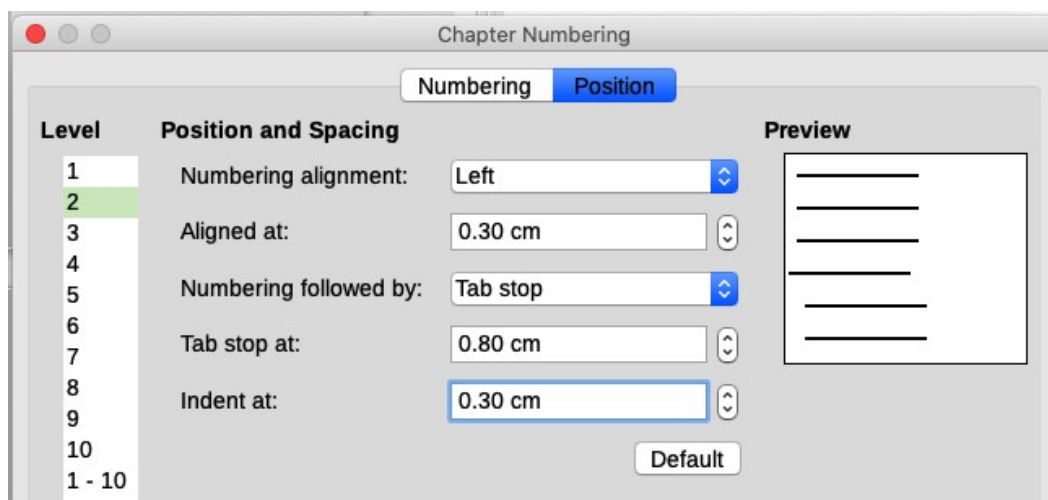 Chapter Numbering
Numbering Position
Level
1
2
3
4
5
6
7
8
9
10
1 - 10
Position and Spacing
Numbering alignment: Left
Aligned at: 0.30 cm
Numbering followed by: Tab stop
Tab stop at: 0.80 cm
Indent at: 0.30 cm
Default
Preview